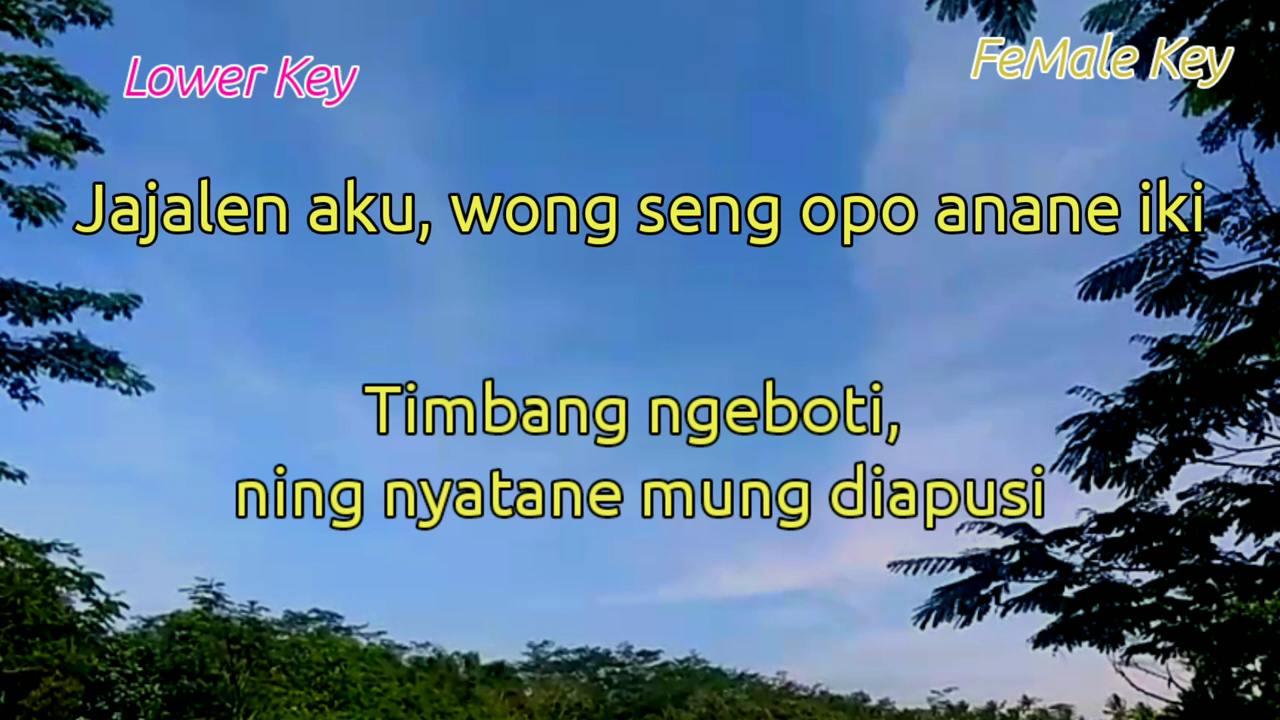 Lower Key
FeMale Key
Jajalen aku, wong seng opo anane iki
Timbang ngeboti,
ning nyatane mung diapusi